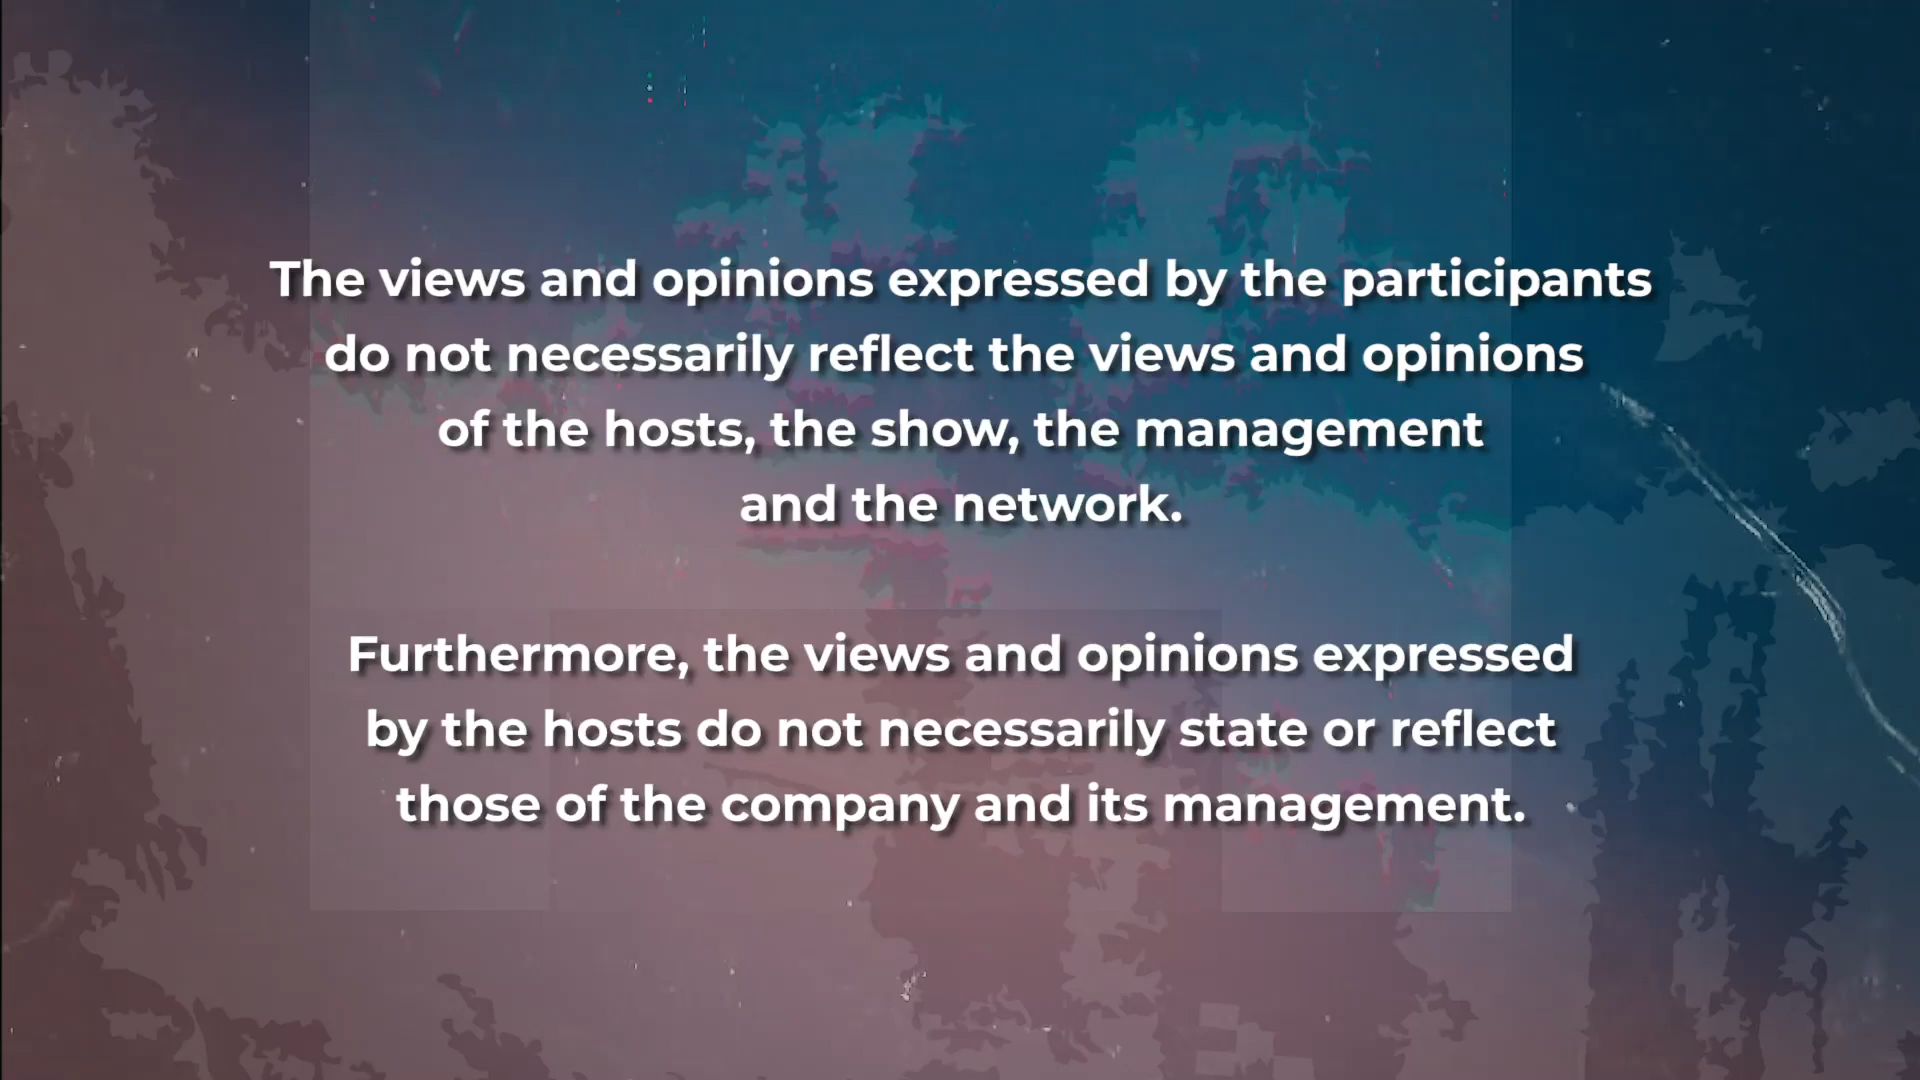 The views and opinions expressed by the participants
do not necessarily reflect the views and opinions
of the hosts, the show, the management
and the network.
Furthermore, the views and opinions expressed
by the hosts do not necessarily state or reflect
those of the company and its management.